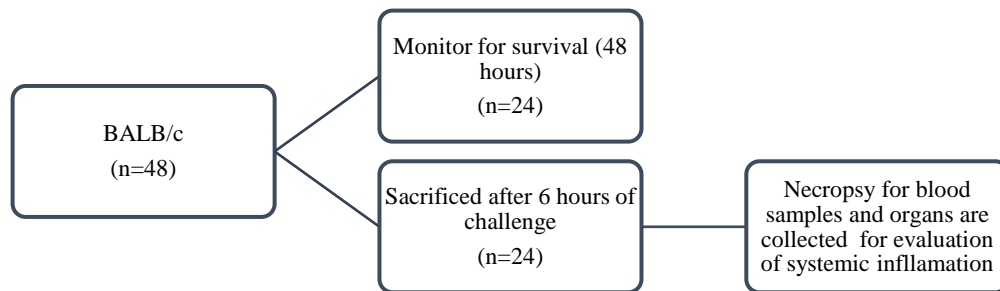 BALB/c
(n=48)
Monitor for survival (48
hours)
(n=24)
Sacrificed after 6 hours of
challenge
(n=24)
Necropsy for blood
samples and organs are
collected for evaluation
of systemic infllamation